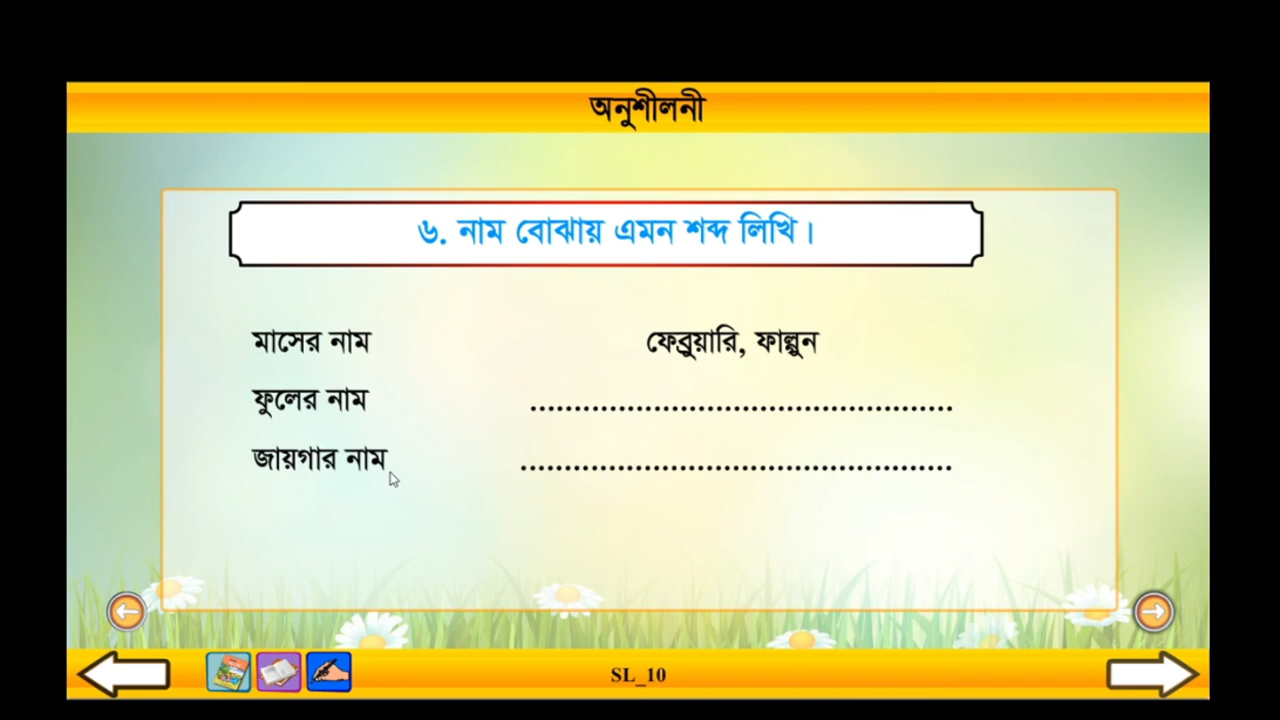 অনুশীলনী
৬. নাম বোঝায় এমন শব্দ লিখি।
মাসের নাম ফেব্রুয়ারি, ফাল্গুন
ফুলের নাম ................................................
জায়গার নাম .................................................
SL_10